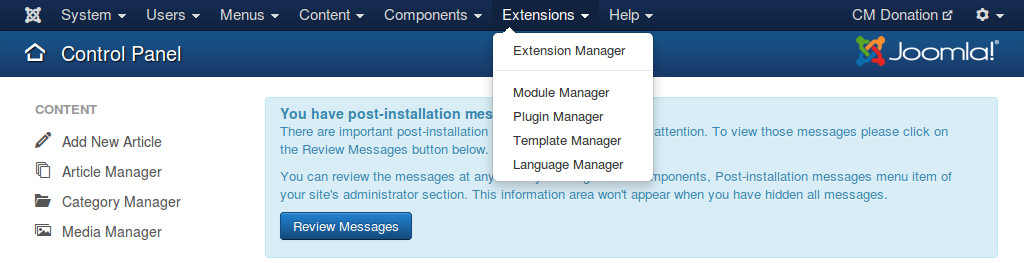 System Users Menus Content Components Extensions Help CM Donation
Control Panel
Joomla!
Extension Manager
Module Manager
Plugin Manager
Template Manager
Language Manager
CONTENT
Add New Article
Article Manager
Category Manager
Media Manager
You have post-installation mes
There are important post-installation attention. To view those messages please click on
the Review Messages button below.
You can review the messages at any mponents, Post-installation messages menu item of
your site's administrator section. This information area won't appear when you have hidden all messages.
Review Messages